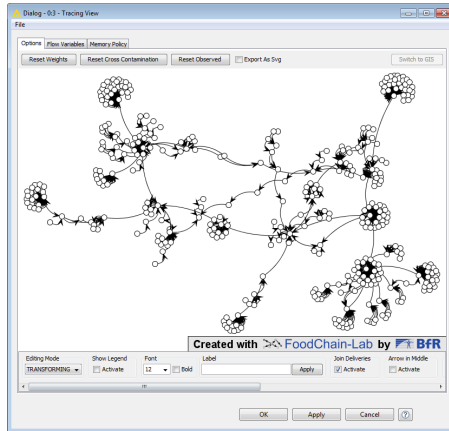 Dialog - 0:3 - Tracing View
File
Options Flow Variables Memory Policy
Reset Weights Reset Cross Contamination Reset Observed Export As Svg Switch to GIS
Created with FoodChain-Lab by BfR
Editing Mode Show Legend Font Label Join Deliveries Arrow in Middle
TRANSFORMING Activate 12 Bold Apply Activate Activate
OK Apply Cancel ?